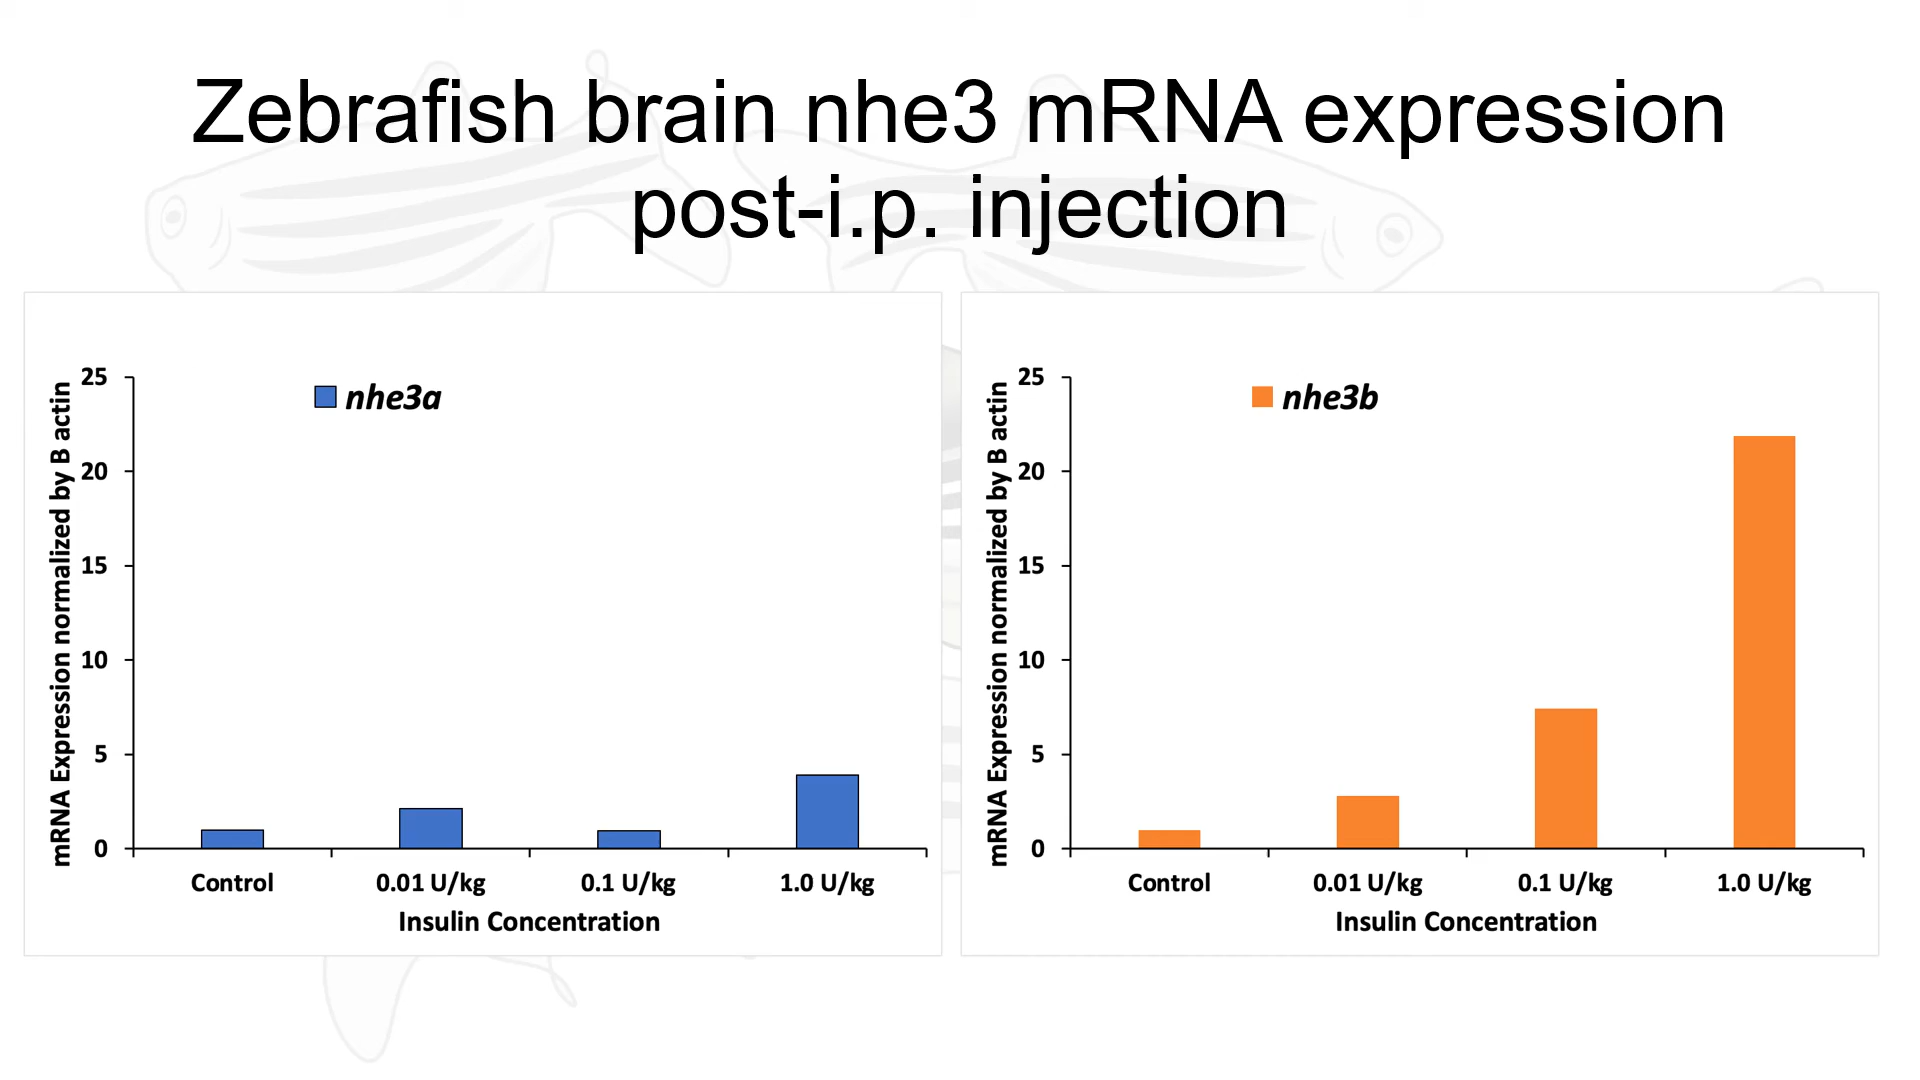 Zebrafish brain nhe3 mRNA expression
post-i.p. injection
mRNA Expression normalized by B actin
25
20
15
10
5
0
nhe3a
Control
0.01 U/kg
0.1 U/kg
1.0 U/kg
Insulin Concentration
mRNA Expression normalized by B actin
25
20
15
10
5
0
nhe3b
Control
0.01 U/kg
0.1 U/kg
1.0 U/kg
Insulin Concentration